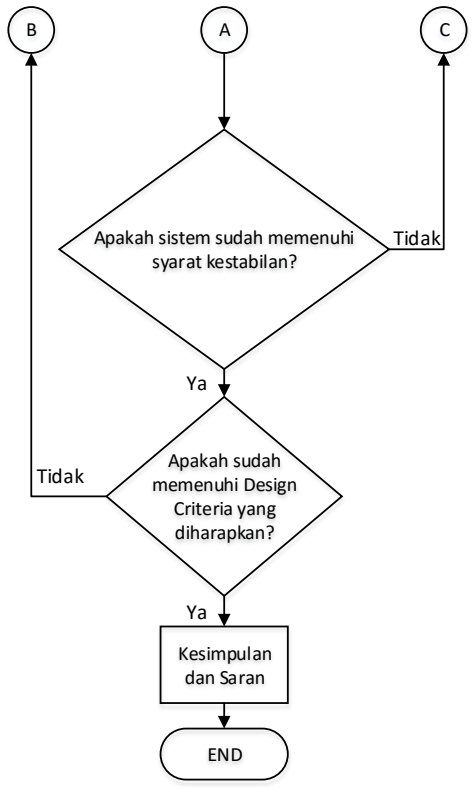 B
A
C
Apakah sistem sudah memenuhi
syarat kestabilan?
Tidak
Ya
Apakah sudah
memenuhi Design
Criteria yang
diharapkan?
Tidak
Ya
Kesimpulan
dan Saran
END